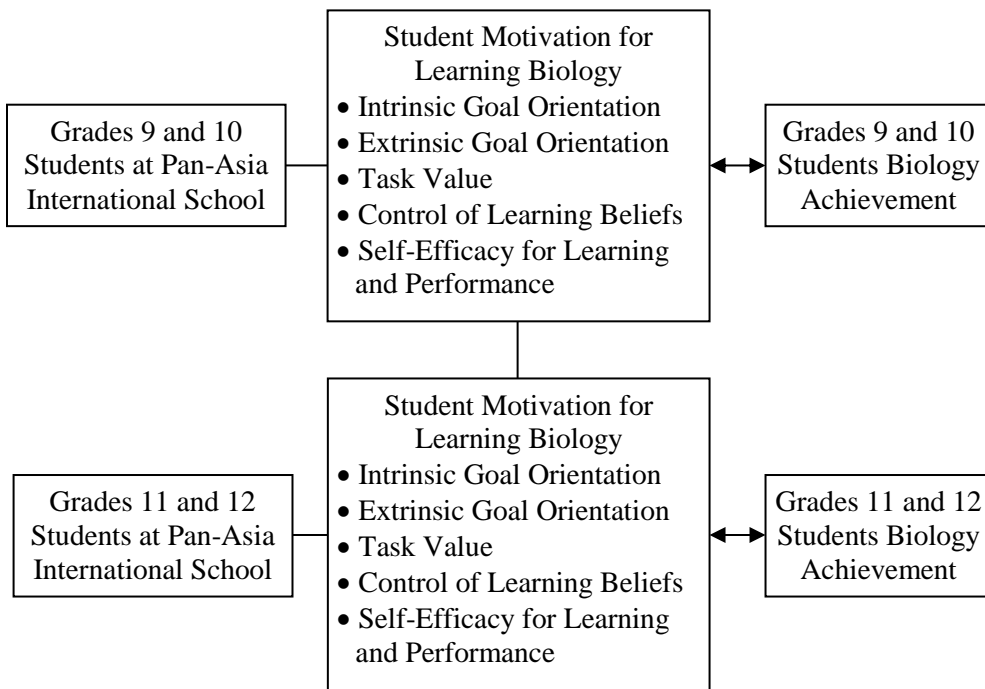 Student Motivation for
Learning Biology
• Intrinsic Goal Orientation
• Extrinsic Goal Orientation
• Task Value
• Control of Learning Beliefs
• Self-Efficacy for Learning
and Performance
Grades 9 and 10
Students at Pan-Asia
International School
Grades 9 and 10
Students Biology
Achievement
Student Motivation for
Learning Biology
• Intrinsic Goal Orientation
• Extrinsic Goal Orientation
• Task Value
• Control of Learning Beliefs
• Self-Efficacy for Learning
and Performance
Grades 11 and 12
Students at Pan-Asia
International School
Grades 11 and 12
Students Biology
Achievement